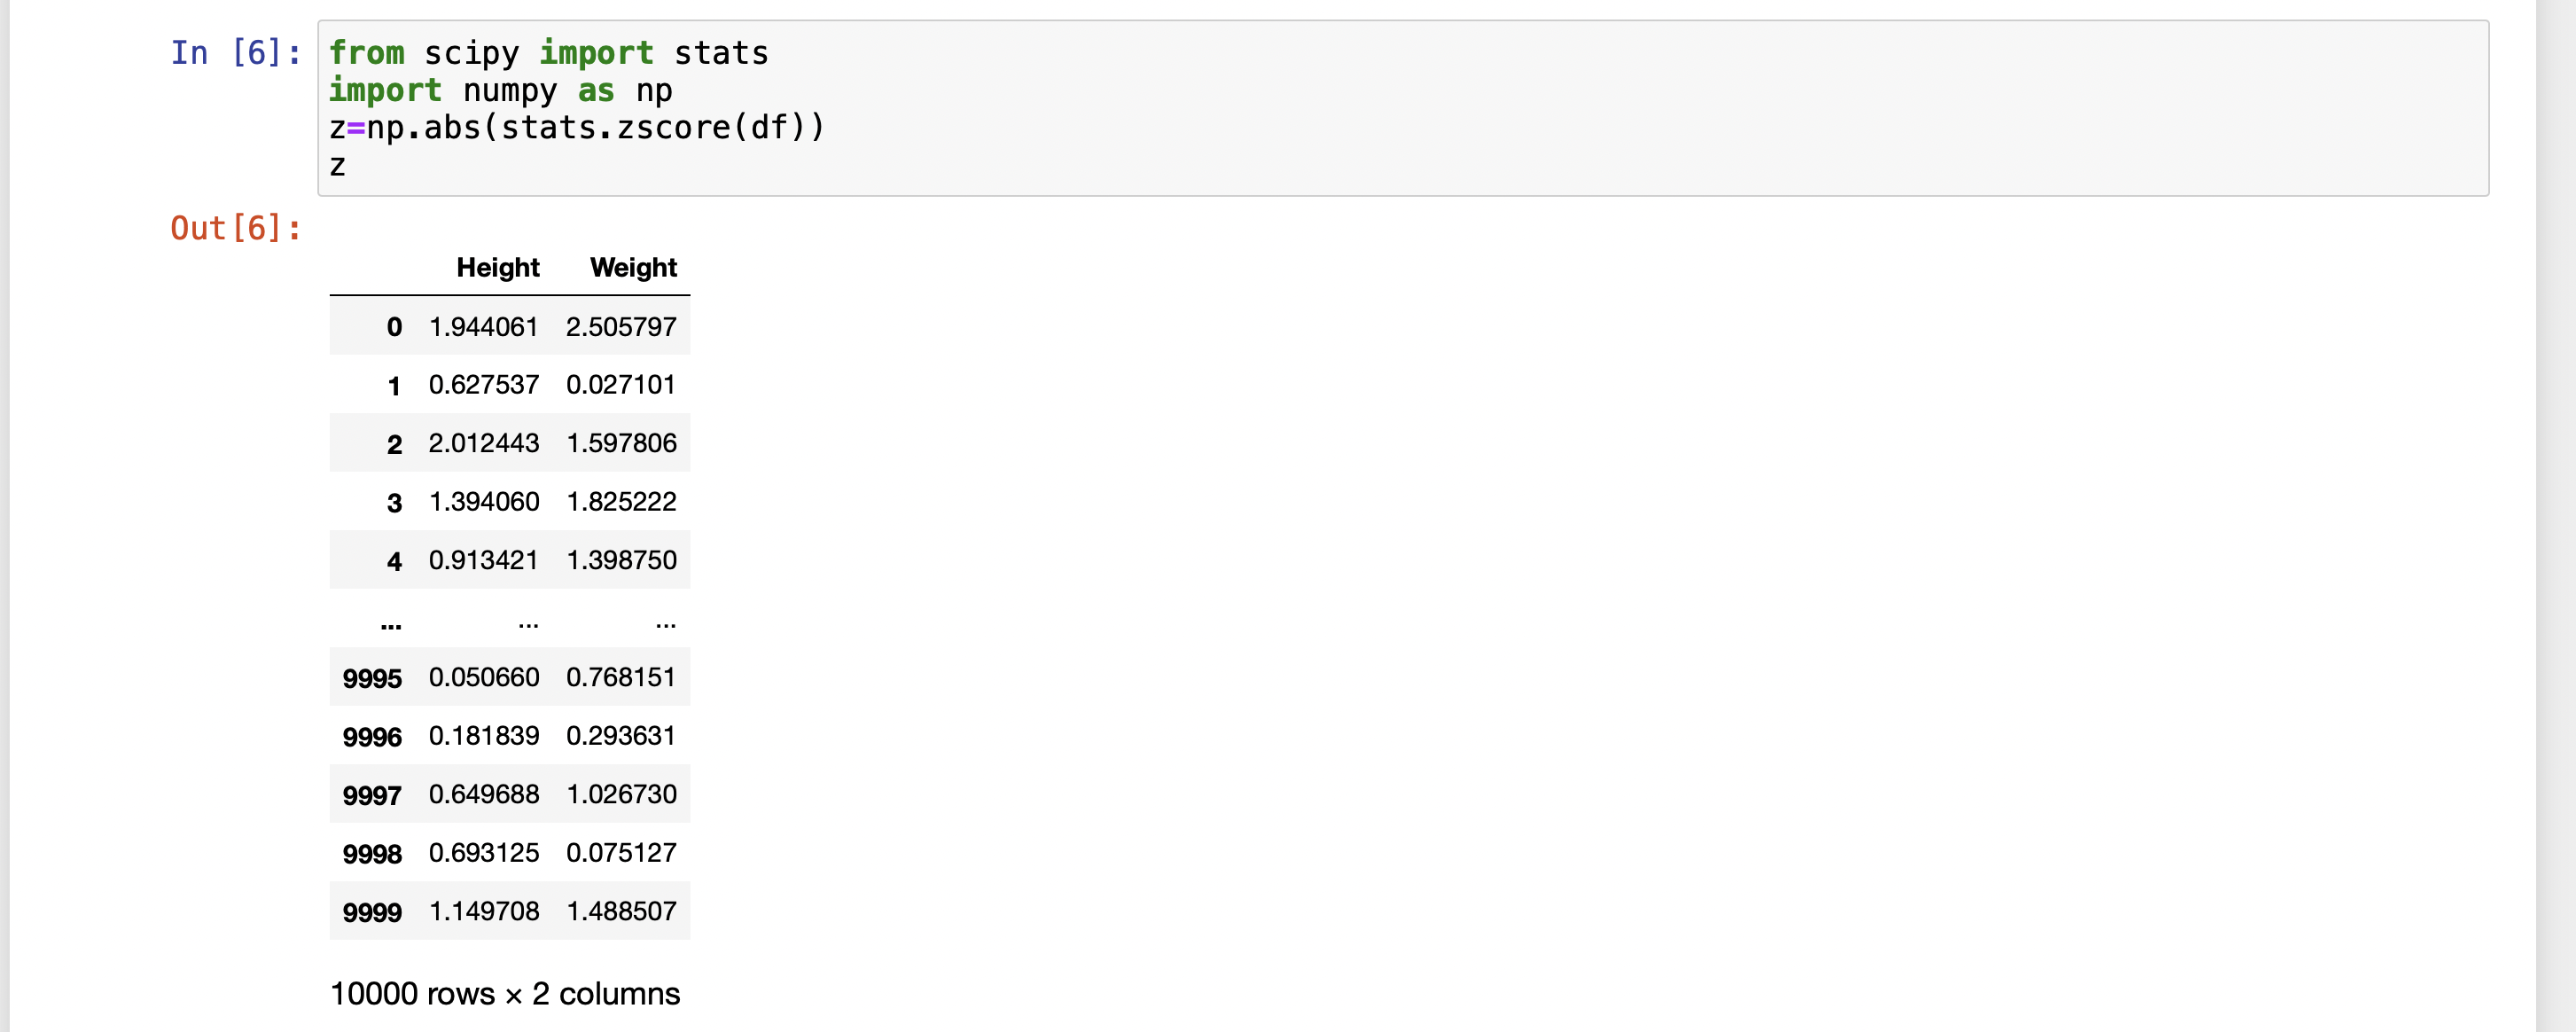 In [6]: from scipy import stats
import numpy as np
z=np.abs(stats.zscore(df))
z
Out[6]:
Height Weight
0 1.944061 2.505797
1 0.627537 0.027101
2 2.012443 1.597806
3 1.394060 1.825222
4 0.913421 1.398750
... ... ...
9995 0.050660 0.768151
9996 0.181839 0.293631
9997 0.649688 1.026730
9998 0.693125 0.075127
9999 1.149708 1.488507
10000 rows × 2 columns